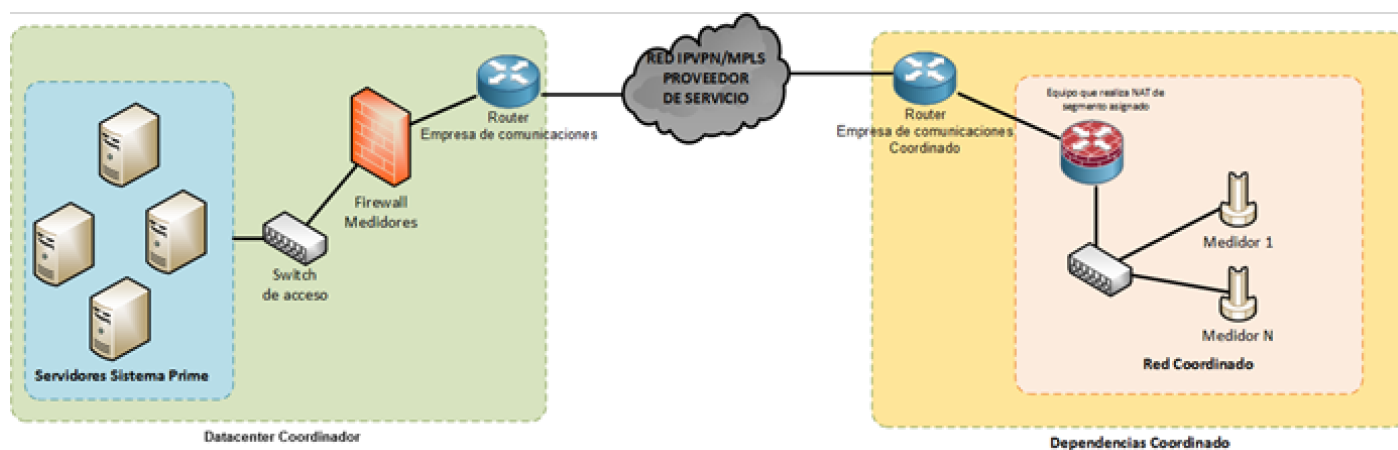 Servidores Sistema Prime
Switch
de acceso
Firewall
Medidores
Router
Empresa de comunicaciones
Datacenter Coordinador
RED IPVPN/MPLS
PROVEEDOR
DE SERVICIO
Router
Empresa de comunicaciones
Coordinado
Equipo que realiza NAT de
segmento asignado
Medidor 1
Medidor N
Red Coordinado
Dependencias Coordinado